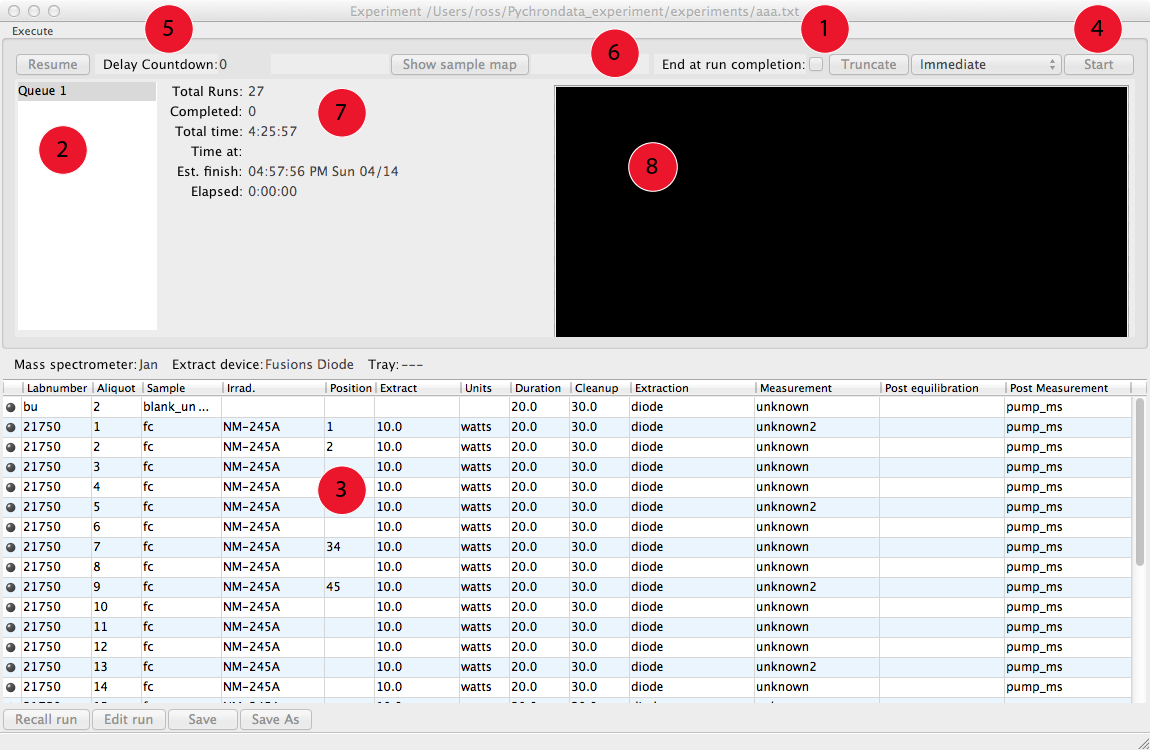 Experiment /Users/ross/Pychrondata_experiment/experiments/aaa.txt
Execute
5 1 4
6
Resume Delay Countdown:0 Show sample map End at run completion: Truncate Immediate Start
Queue 1 Total Runs: 27
Completed: 0
7
Total time: 4:25:57
2
Time at:
8
Est. finish: 04:57:56 PM Sun 04/14
Elapsed: 0:00:00
Mass spectrometer:Jan Extract device:Fusions Diode Tray:---
Labnumber Aliquot Sample Irrad. Position Extract Units Duration Cleanup Extraction Measurement Post equilibration Post Measurement
bu 2 blank_un ... 20.0 30.0 diode unknown pump_ms
21750 1 fc NM-245A 1 10.0 watts 20.0 30.0 diode unknown2 pump_ms
21750 2 fc NM-245A 2 10.0 watts 20.0 30.0 diode unknown pump_ms
21750 3 fc NM-245A 10.0 watts 20.0 30.0 diode unknown pump_ms
21750 4 fc NM-245A 10.0 watts 20.0 30.0 diode unknown pump_ms
3
21750 5 fc NM-245A 10.0 watts 20.0 30.0 diode unknown2 pump_ms
21750 6 fc NM-245A 10.0 watts 20.0 30.0 diode unknown pump_ms
21750 7 fc NM-245A 34 10.0 watts 20.0 30.0 diode unknown pump_ms
21750 8 fc NM-245A 10.0 watts 20.0 30.0 diode unknown pump_ms
21750 9 fc NM-245A 45 10.0 watts 20.0 30.0 diode unknown2 pump_ms
21750 10 fc NM-245A 10.0 watts 20.0 30.0 diode unknown pump_ms
21750 11 fc NM-245A 10.0 watts 20.0 30.0 diode unknown pump_ms
21750 12 fc NM-245A 10.0 watts 20.0 30.0 diode unknown pump_ms
21750 13 fc NM-245A 10.0 watts 20.0 30.0 diode unknown2 pump_ms
21750 14 fc NM-245A 10.0 watts 20.0 30.0 diode unknown pump_ms
Recall run Edit run Save Save As